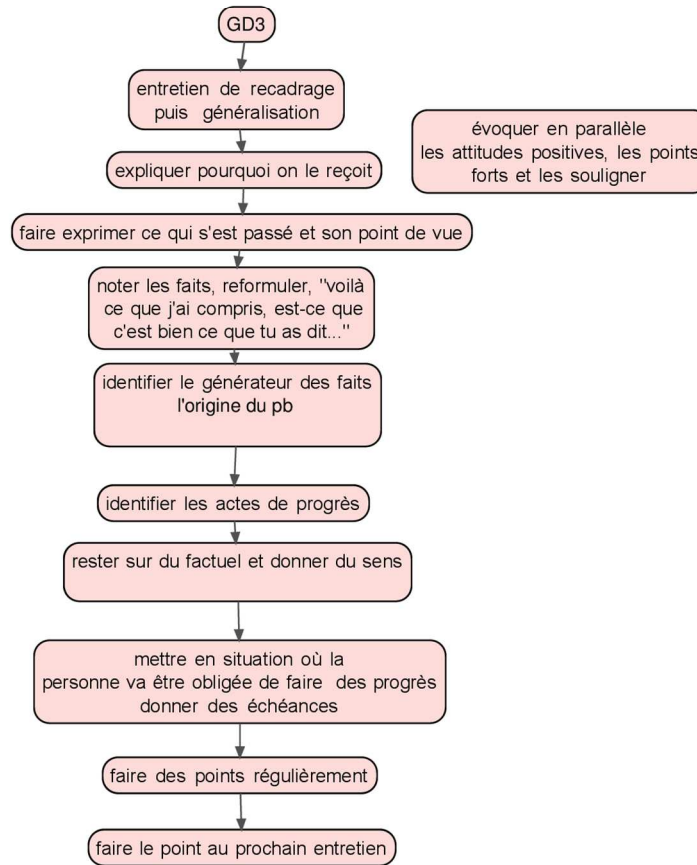 GD3
entretien de recadrage
puis généralisation
évoquer en parallèle
les attitudes positives, les points
forts et les souligner
expliquer pourquoi on le reçoit
faire exprimer ce qui s'est passé et son point de vue
noter les faits, reformuler, "voilà
ce que j'ai compris, est-ce que
c'est bien ce que tu as dit..."
identifier le générateur des faits
l'origine du pb
identifier les actes de progrès
rester sur du factuel et donner du sens
mettre en situation où la
personne va être obligée de faire des progrès
donner des échéances
faire des points régulièrement
faire le point au prochain entretien